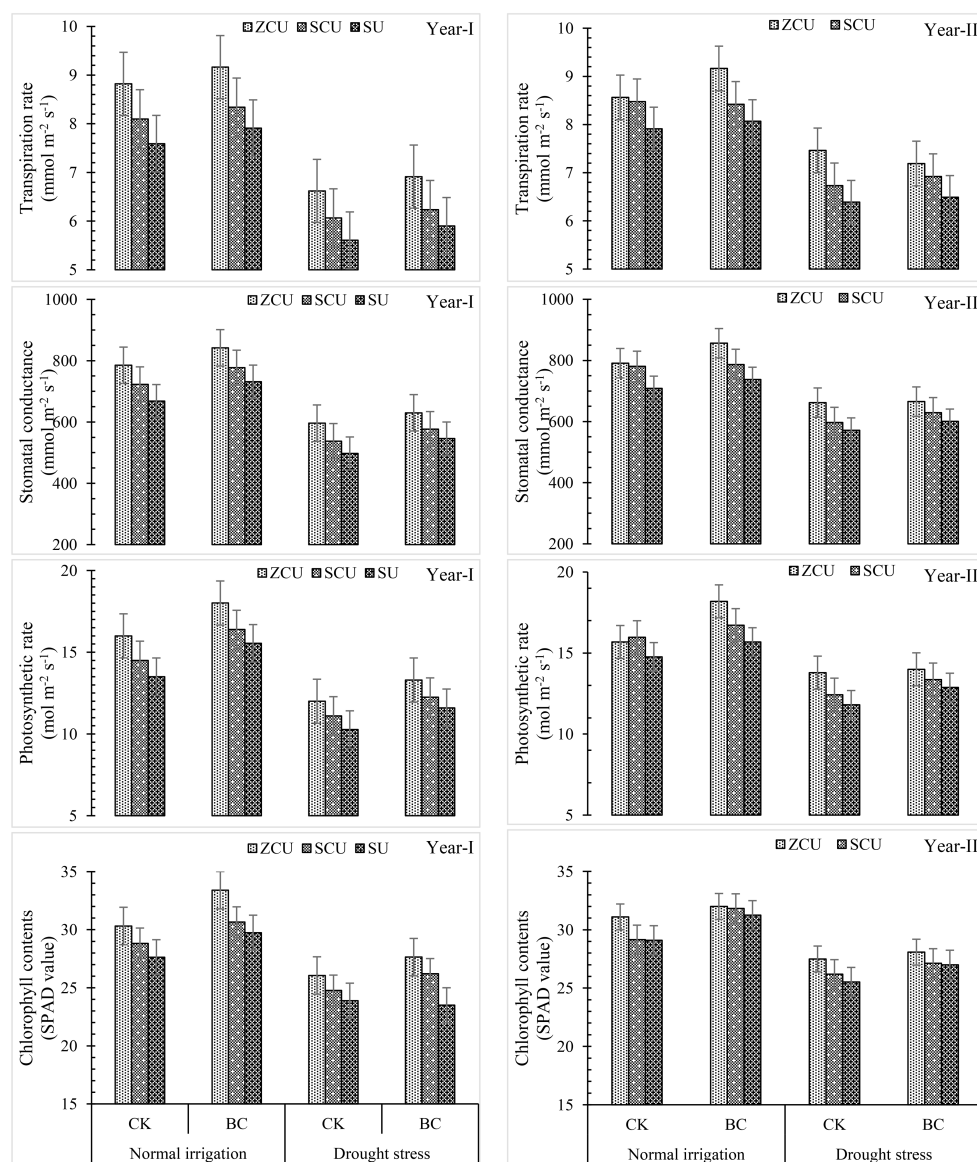 ZCU SCU SU Year-I
Transpiration rate
(mmol m⁻² s⁻¹)
10
9
8
7
6
5
ZCU SCU Year-II
Transpiration rate
(mmol m⁻² s⁻¹)
10
9
8
7
6
5
ZCU SCU SU Year-I
Stomatal conductance
(mmol m⁻² s⁻¹)
1000
800
600
400
200
ZCU SCU Year-II
Stomatal conductance
(mmol m⁻² s⁻¹)
1000
800
600
400
200
ZCU SCU SU Year-I
Photosynthetic rate
(mol m⁻² s⁻¹)
20
15
10
5
ZCU SCU Year-II
Photosynthetic rate
(mol m⁻² s⁻¹)
20
15
10
5
ZCU SCU SU Year-I
Chlorophyll contents
(SPAD value)
35
30
25
20
15
CK BC CK BC
Normal irrigation Drought stress
ZCU SCU Year-II
Chlorophyll contents
(SPAD value)
35
30
25
20
15
CK BC CK BC
Normal irrigation Drought stress